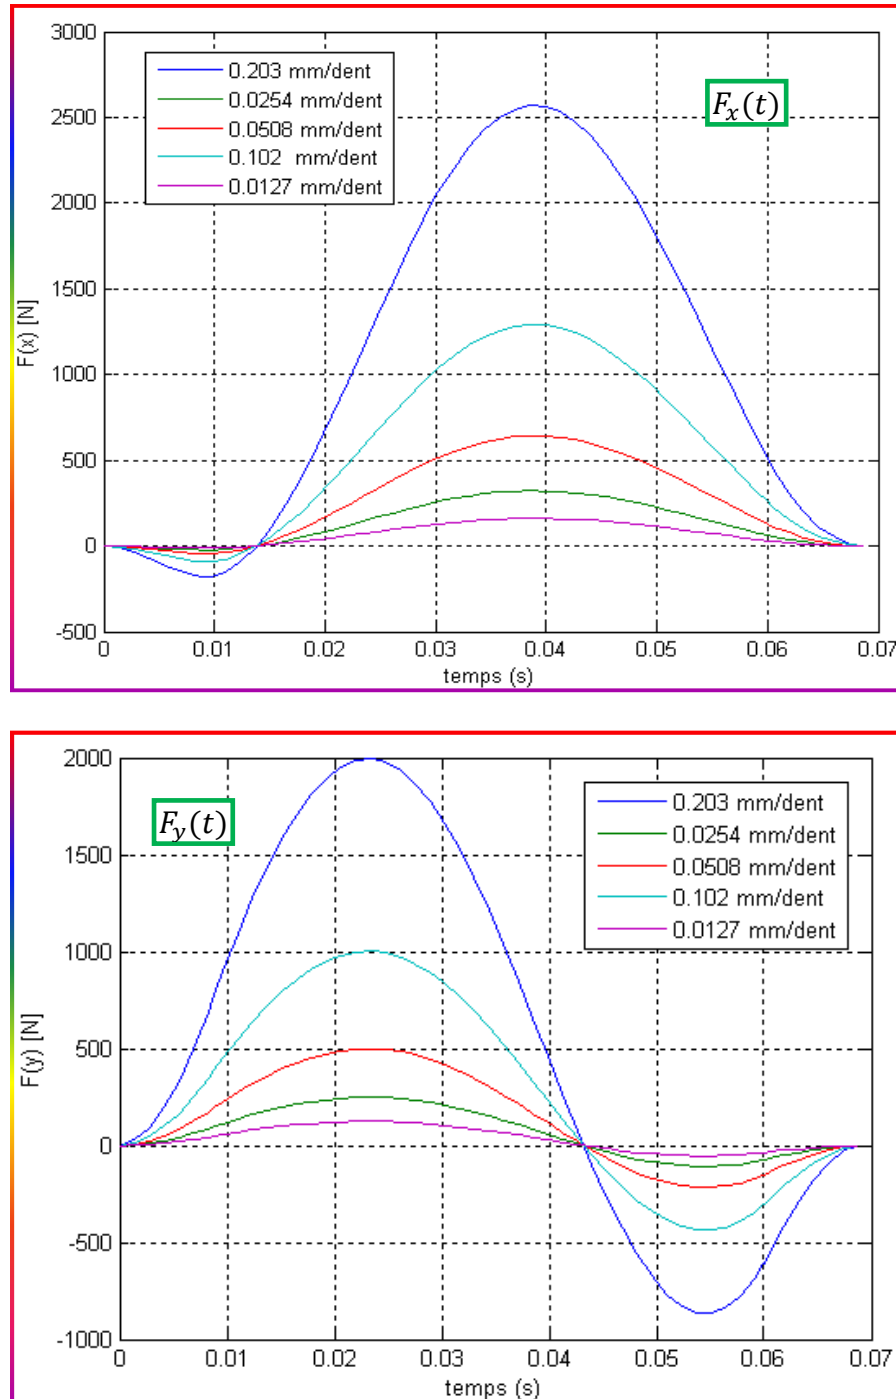 3000
2500
2000
1500
1000
500
0
-500
F(x) [N]
0.203 mm/dent
0.0254 mm/dent
0.0508 mm/dent
0.102 mm/dent
0.0127 mm/dent
F_x(t)
0 0.01 0.02 0.03 0.04 0.05 0.06 0.07
temps (s)
2000
1500
1000
500
0
-500
-1000
F(y) [N]
F_y(t)
0.203 mm/dent
0.0254 mm/dent
0.0508 mm/dent
0.102 mm/dent
0.0127 mm/dent
0 0.01 0.02 0.03 0.04 0.05 0.06 0.07
temps (s)